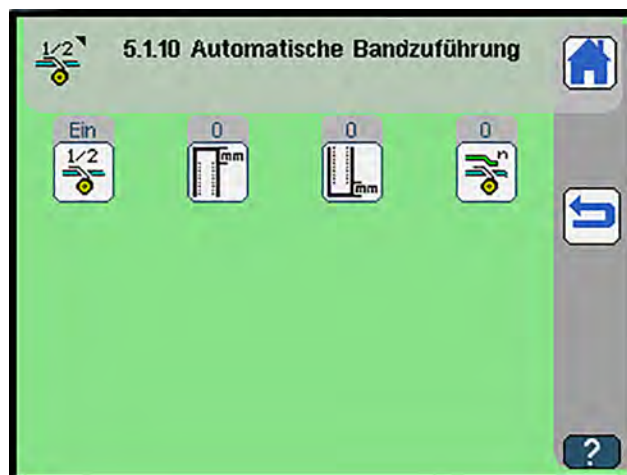 1/2
5.1.10 Automatische Bandzuführung
Ein 0 0 0
1/2 mm mm n
?